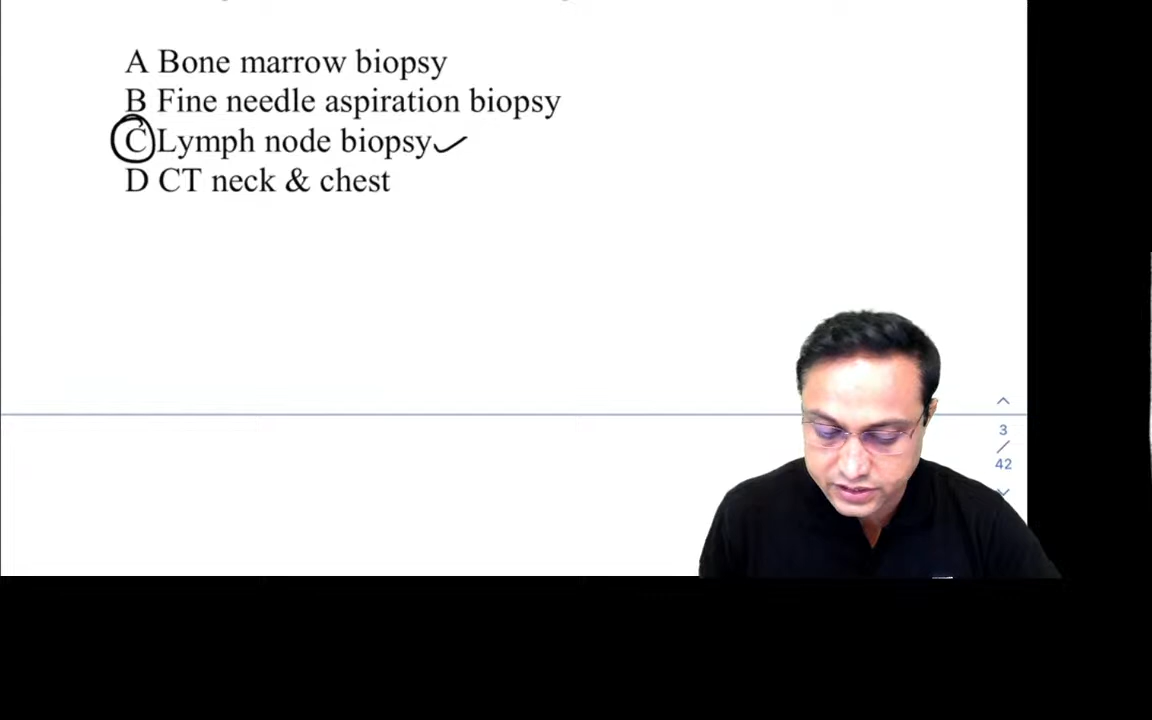 A Bone marrow biopsy
B Fine needle aspiration biopsy
C Lymph node biopsy
D CT neck & chest
3
/
42